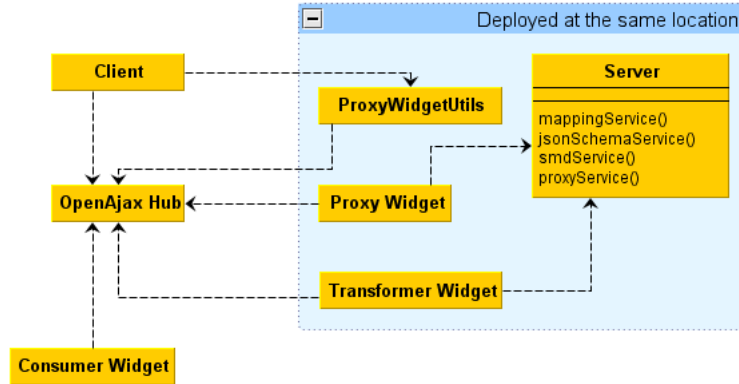 Deployed at the same location
Client
Server
ProxyWidgetUtils
mappingService()
jsonSchemaService()
smdService()
proxyService()
OpenAjax Hub
Proxy Widget
Transformer Widget
Consumer Widget